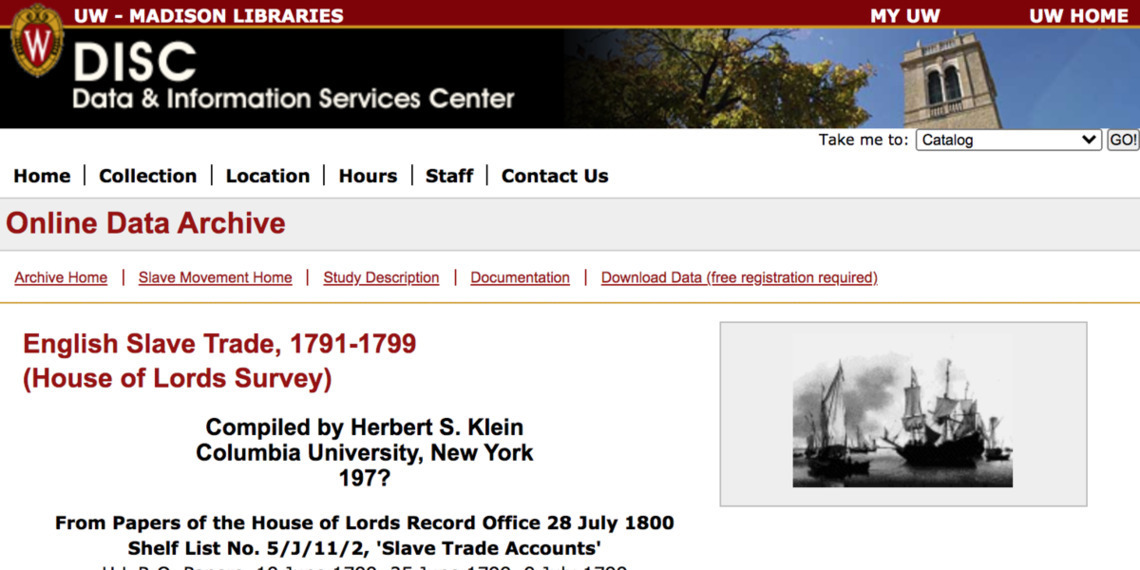 UW - MADISON LIBRARIES MY UW UW HOME
W
DISC
Data & Information Services Center
Take me to: Catalog GO!
Home | Collection | Location | Hours | Staff | Contact Us
Online Data Archive
Archive Home | Slave Movement Home | Study Description | Documentation | Download Data (free registration required)
English Slave Trade, 1791-1799
(House of Lords Survey)
Compiled by Herbert S. Klein
Columbia University, New York
197?
From Papers of the House of Lords Record Office 28 July 1800
Shelf List No. 5/J/11/2, 'Slave Trade Accounts'